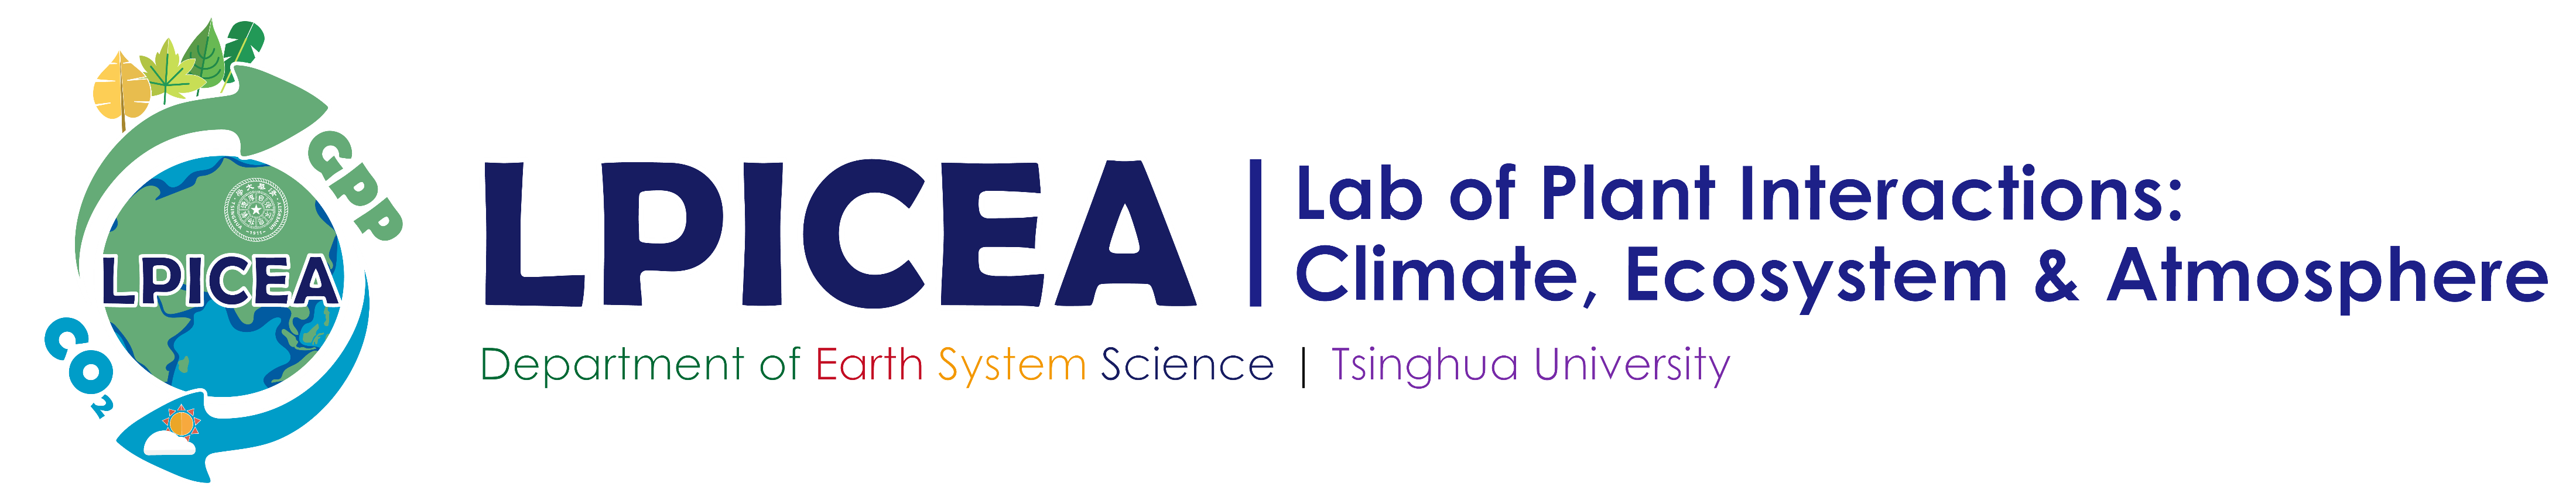 GPP
LPICEA
CO2
LPICEA
Lab of Plant Interactions:
Climate, Ecosystem & Atmosphere
Department of Earth System Science | Tsinghua University